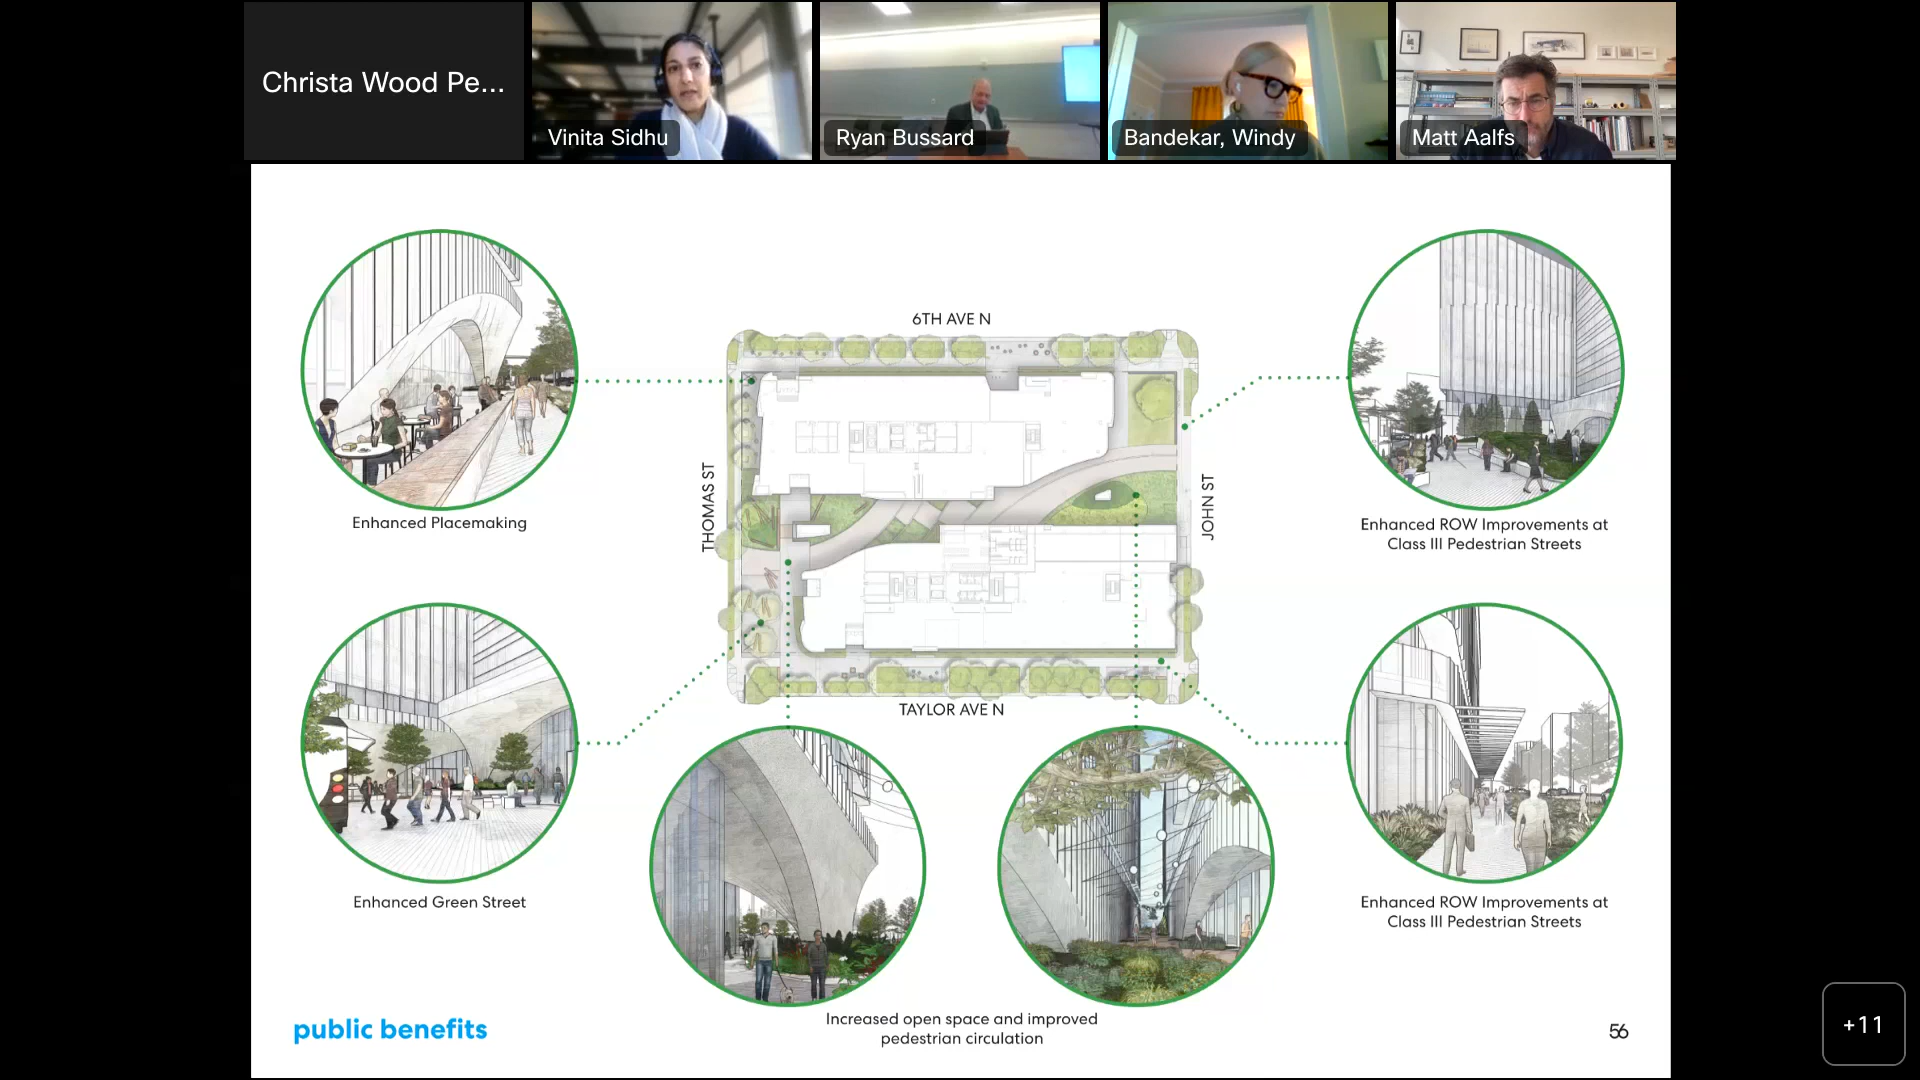 Christa Wood Pe...
Vinita Sidhu
Ryan Bussard
Bandekar, Windy
Matt Aalfs
6TH AVE N
THOMAS ST
JOHN ST
TAYLOR AVE N
Enhanced Placemaking
Enhanced ROW Improvements at
Class III Pedestrian Streets
Enhanced Green Street
Enhanced ROW Improvements at
Class III Pedestrian Streets
Increased open space and improved
pedestrian circulation
public benefits
56
+11